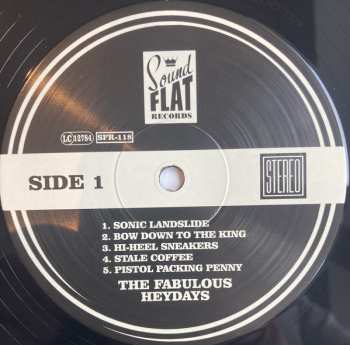 Sound
FLAT
RECORDS
LC 12784 SFR-118
SIDE 1
STEREO
1. SONIC LANDSLIDE
2. BOW DOWN TO THE KING
3. HI-HEEL SNEAKERS
4. STALE COFFEE
5. PISTOL PACKING PENNY
THE FABULOUS
HEYDAYS